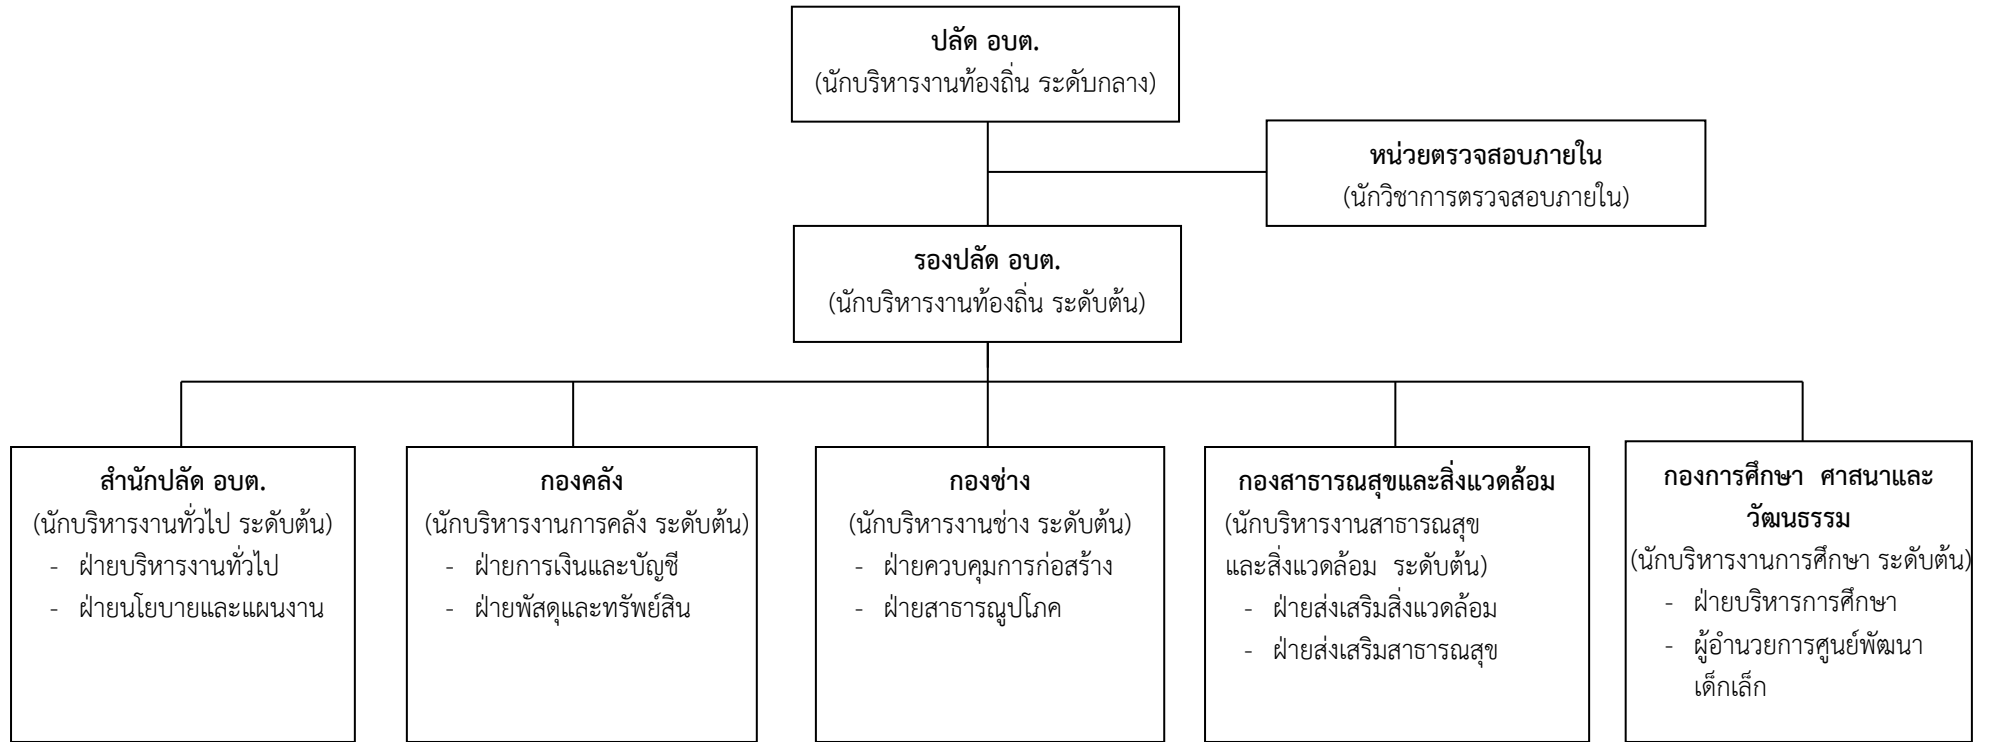 ปลัด อบต.
(นักบริหารงานท้องถิ่น ระดับกลาง)
หน่วยตรวจสอบภายใน
(นักวิชาการตรวจสอบภายใน)
รองปลัด อบต.
(นักบริหารงานท้องถิ่น ระดับต้น)
สำนักปลัด อบต.
(นักบริหารงานทั่วไป ระดับต้น)
- ฝ่ายบริหารงานทั่วไป
- ฝ่ายนโยบายและแผนงาน
กองคลัง
(นักบริหารงานการคลัง ระดับต้น)
- ฝ่ายการเงินและบัญชี
- ฝ่ายพัสดุและทรัพย์สิน
กองช่าง
(นักบริหารงานช่าง ระดับต้น)
- ฝ่ายควบคุมการก่อสร้าง
- ฝ่ายสาธารณูปโภค
กองสาธารณสุขและสิ่งแวดล้อม
(นักบริหารงานสาธารณสุข
และสิ่งแวดล้อม ระดับต้น)
- ฝ่ายส่งเสริมสิ่งแวดล้อม
- ฝ่ายส่งเสริมสาธารณสุข
กองการศึกษา ศาสนาและ
วัฒนธรรม
(นักบริหารงานการศึกษา ระดับต้น)
- ฝ่ายบริหารการศึกษา
- ผู้อำนวยการศูนย์พัฒนา
เด็กเล็ก